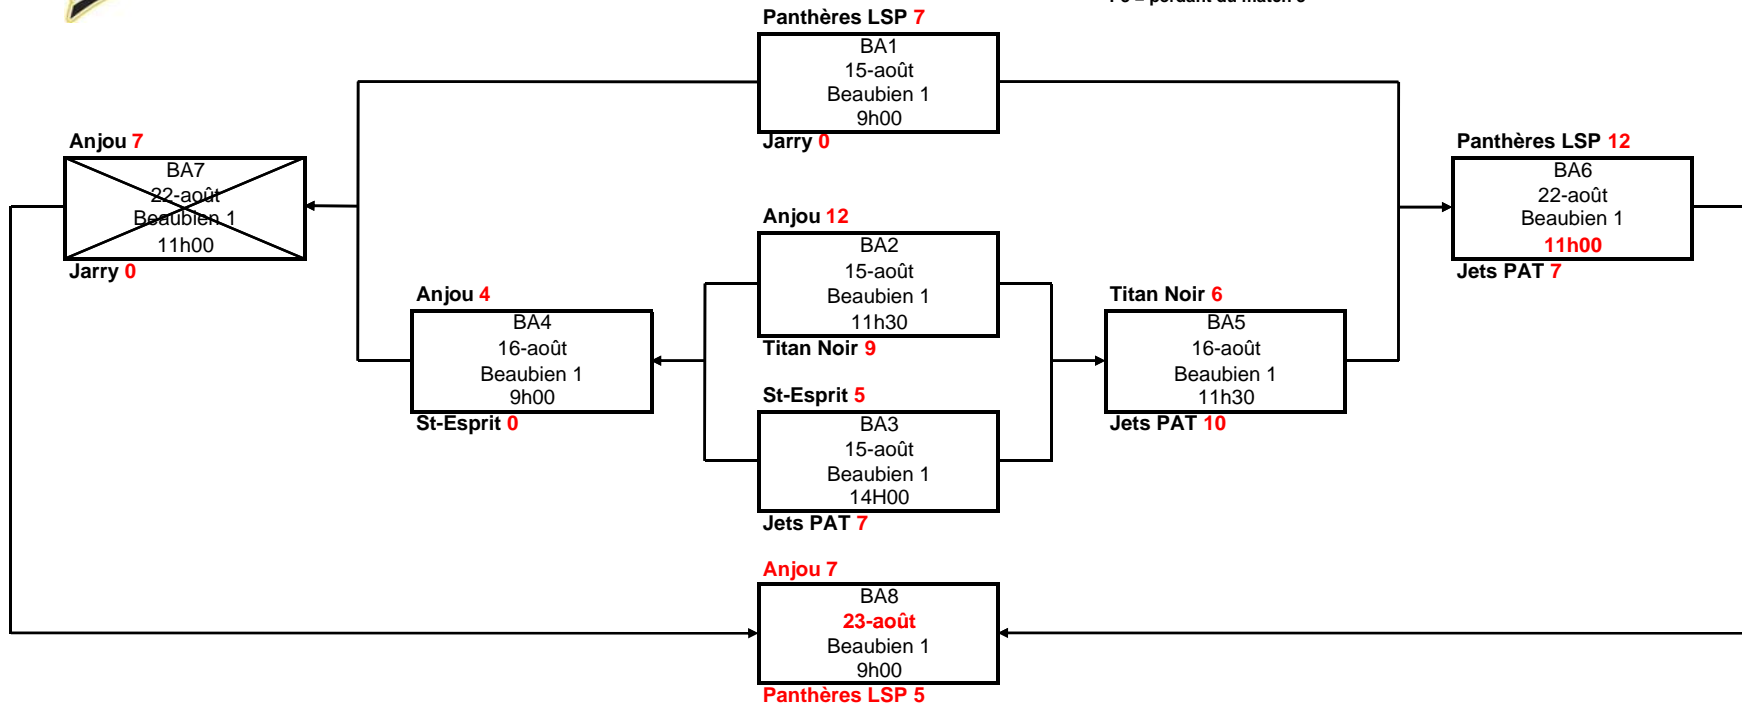 Panthères LSP 7
BA1
15-août
Beaubien 1
9h00
Jarry 0
Anjou 7
BA7
22-août
Beaubien 1
11h00
Jarry 0
Panthères LSP 12
BA6
22-août
Beaubien 1
11h00
Jets PAT 7
Anjou 12
BA2
15-août
Beaubien 1
11h30
Titan Noir 9
Anjou 4
BA4
16-août
Beaubien 1
9h00
St-Esprit 0
Titan Noir 6
BA5
16-août
Beaubien 1
11h30
Jets PAT 10
St-Esprit 5
BA3
15-août
Beaubien 1
14H00
Jets PAT 7
Anjou 7
BA8
23-août
Beaubien 1
9h00
Panthères LSP 5